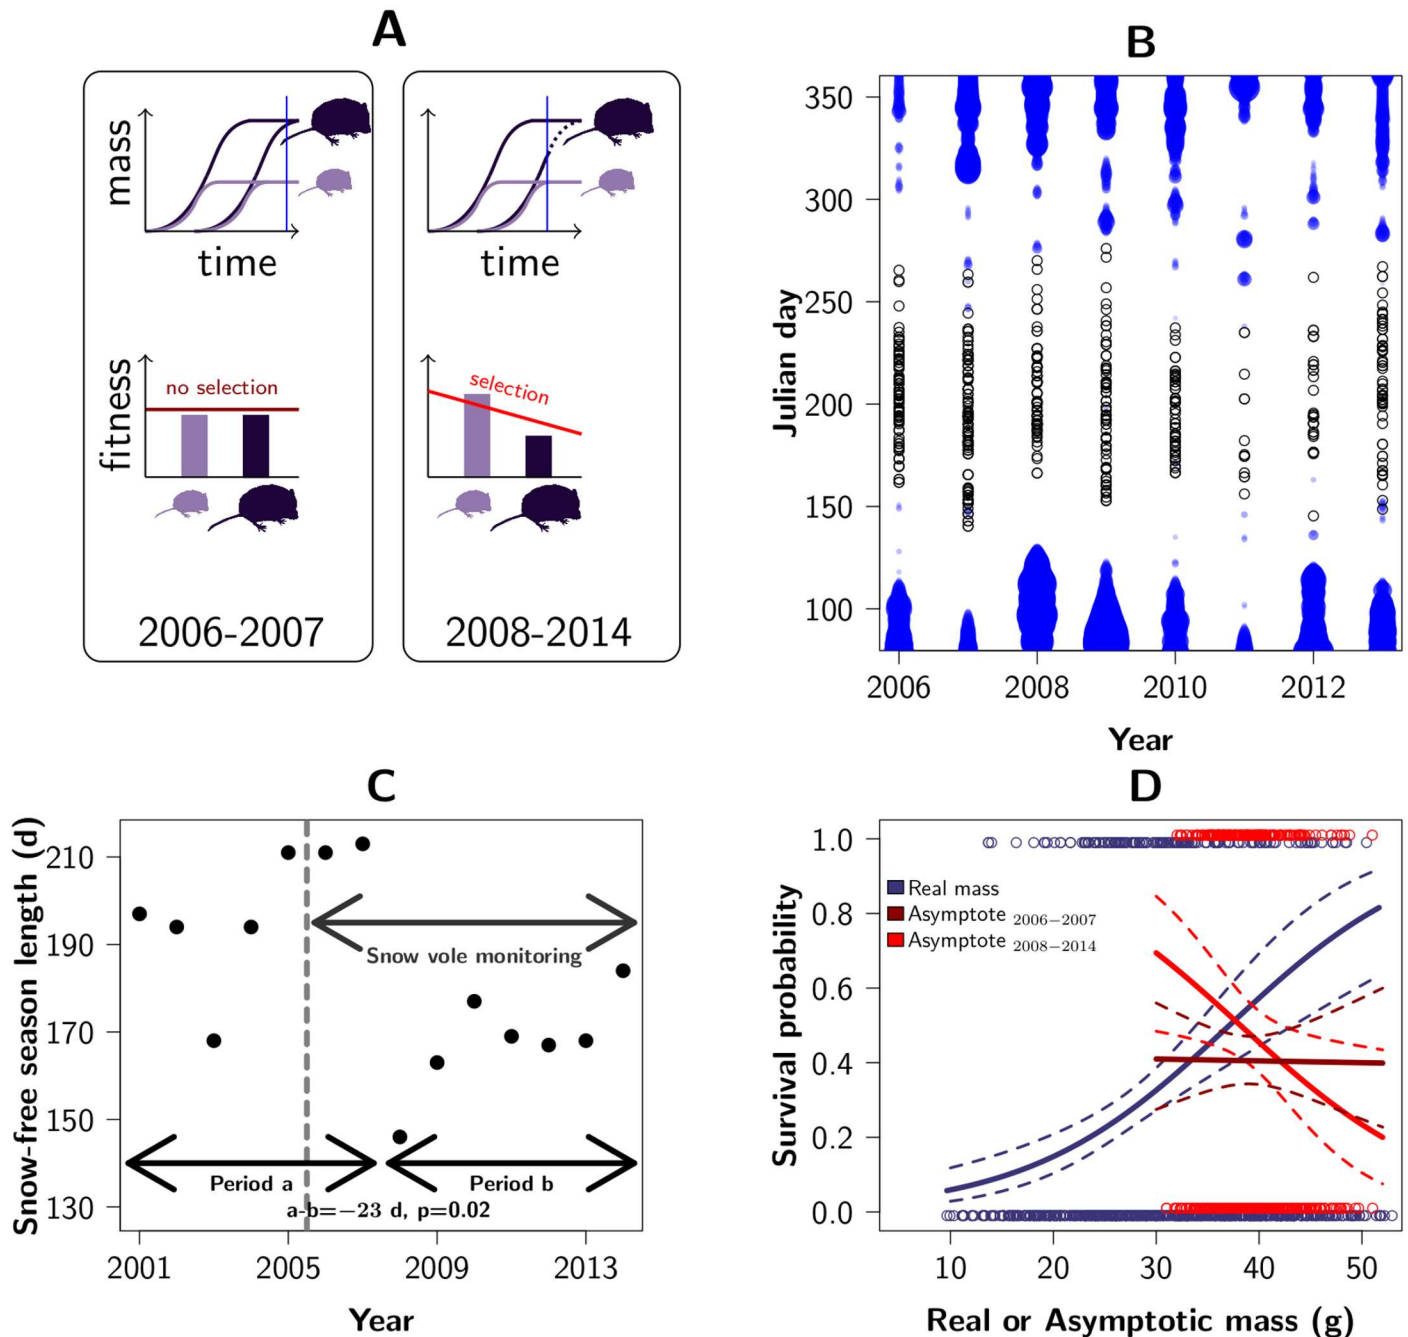 A
mass
time
mass
time
fitness
no selection
selection
2006-2007
2008-2014
B
Julian day
350
300
250
200
150
100
2006
2008
2010
2012
Year
C
Snow-free season length (d)
210
190
170
150
130
Snow vole monitoring
Period a
Period b
a-b=−23 d, p=0.02
2001
2005
2009
2013
Year
D
Survival probability
1.0
0.8
0.6
0.4
0.2
0.0
Real mass
Asymptote 2006−2007
Asymptote 2008−2014
10
20
30
40
50
Real or Asymptotic mass (g)